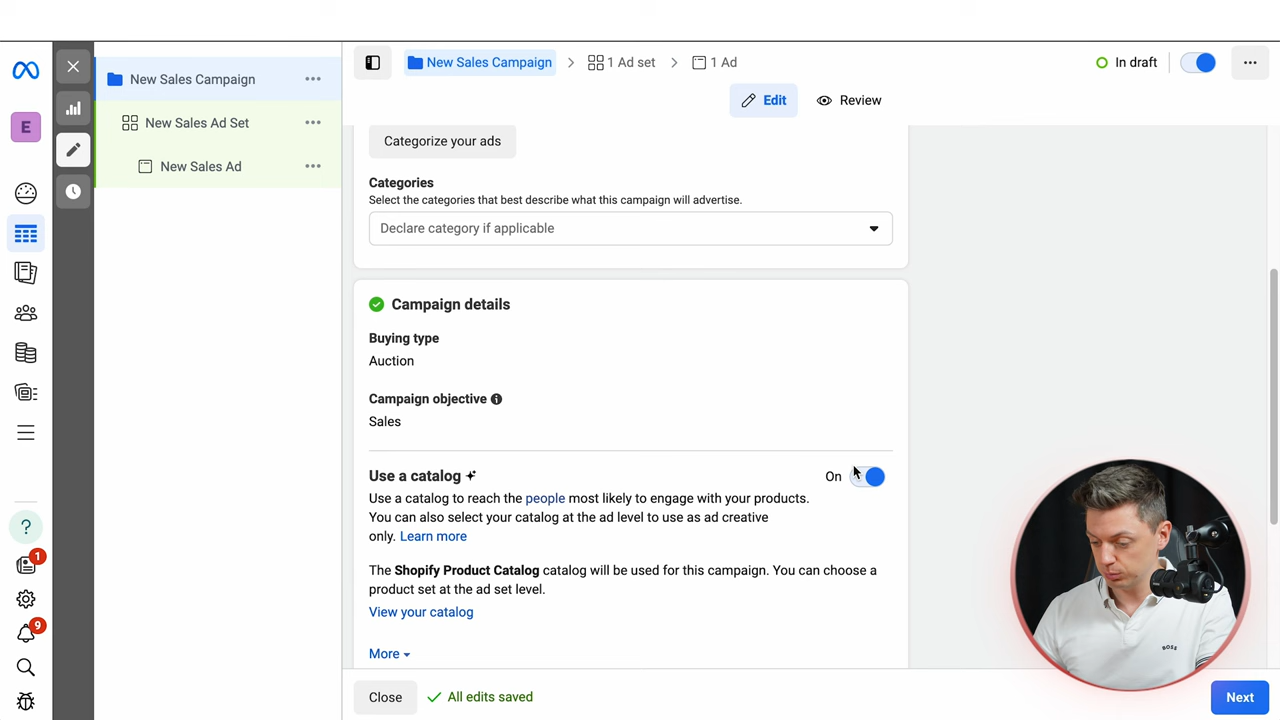 New Sales Campaign
New Sales Ad Set
New Sales Ad
E
?
1
9
New Sales Campaign
1 Ad set
1 Ad
In draft
Edit
Review
Categorize your ads
Categories
Select the categories that best describe what this campaign will advertise.
Declare category if applicable
Campaign details
Buying type
Auction
Campaign objective
Sales
Use a catalog
On
Use a catalog to reach the people most likely to engage with your products.
You can also select your catalog at the ad level to use as ad creative
only. Learn more
The Shopify Product Catalog catalog will be used for this campaign. You can choose a
product set at the ad set level.
View your catalog
More
Close
All edits saved
Next
BOSS